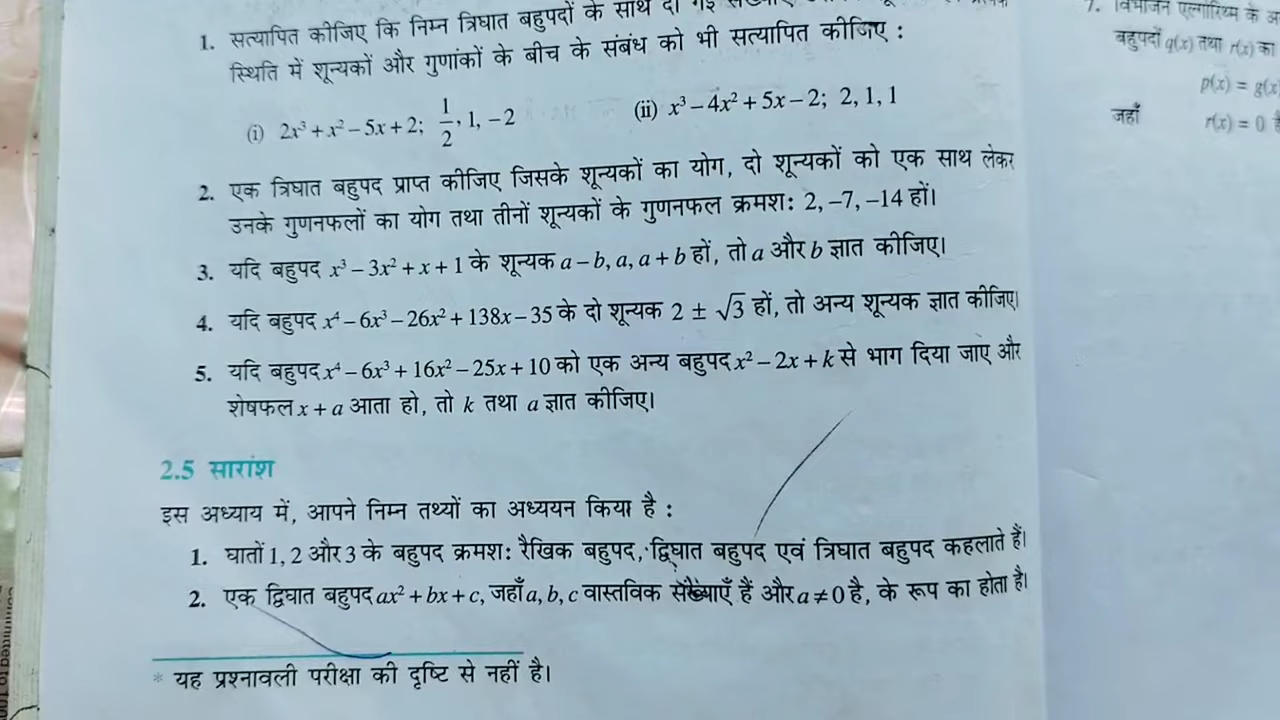 1. सत्यापित कीजिए कि निम्न त्रिघात बहुपदों के साथ दी गई
स्थिति में शून्यकों और गुणांकों के बीच के संबंध को भी सत्यापित कीजिए :
(i) 2x³ + x² – 5x + 2; 1/2, 1, –2 (ii) x³ – 4x² + 5x – 2; 2, 1, 1
2. एक त्रिघात बहुपद प्राप्त कीजिए जिसके शून्यकों का योग, दो शून्यकों को एक साथ लेकर
उनके गुणनफलों का योग तथा तीनों शून्यकों के गुणनफल क्रमश: 2, –7, –14 हों।
3. यदि बहुपद x³ – 3x² + x + 1 के शून्यक a – b, a, a + b हों, तो a और b ज्ञात कीजिए।
4. यदि बहुपद x⁴ – 6x³ – 26x² + 138x – 35 के दो शून्यक 2 ± √3 हों, तो अन्य शून्यक ज्ञात कीजिए।
5. यदि बहुपद x⁴ – 6x³ + 16x² – 25x + 10 को एक अन्य बहुपद x² – 2x + k से भाग दिया जाए और
शेषफल x + a आता हो, तो k तथा a ज्ञात कीजिए।
2.5 सारांश
इस अध्याय में, आपने निम्न तथ्यों का अध्ययन किया है :
1. घातों 1, 2 और 3 के बहुपद क्रमश: रैखिक बहुपद, द्विघात बहुपद एवं त्रिघात बहुपद कहलाते हैं।
2. एक द्विघात बहुपद ax² + bx + c, जहाँ a, b, c वास्तविक संख्याएँ हैं और a ≠ 0 है, के रूप का होता है।
* यह प्रश्नावली परीक्षा की दृष्टि से नहीं है।
7. विभाजन एल्गोरिथ्म के
बहुपदों g(x) तथा r(x) का
p(x) = g(x)
जहाँ r(x) = 0